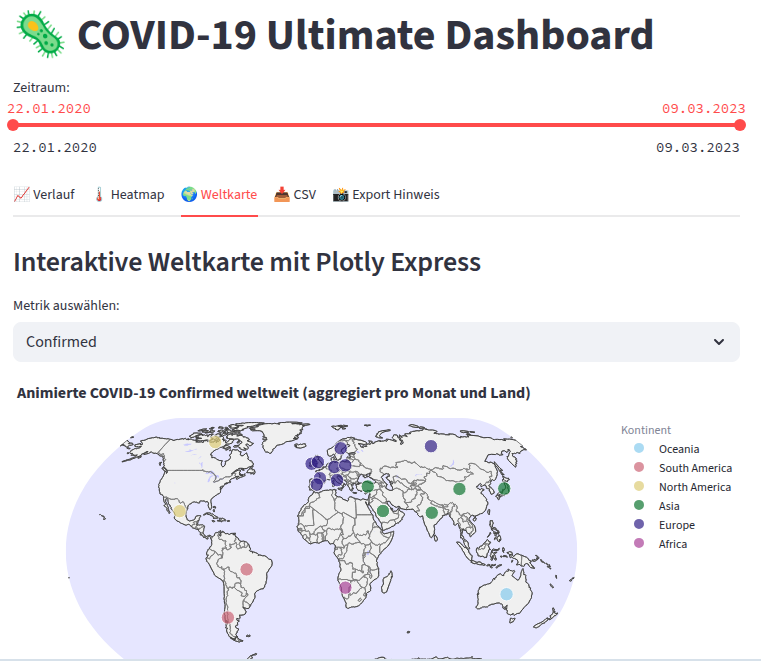 COVID-19 Ultimate Dashboard
Zeitraum:
22.01.2020 09.03.2023
22.01.2020 09.03.2023
Verlauf Heatmap Weltkarte CSV Export Hinweis
Interaktive Weltkarte mit Plotly Express
Metrik auswählen:
Confirmed
Animierte COVID-19 Confirmed weltweit (aggregiert pro Monat und Land)
Kontinent
Oceania
South America
North America
Asia
Europe
Africa